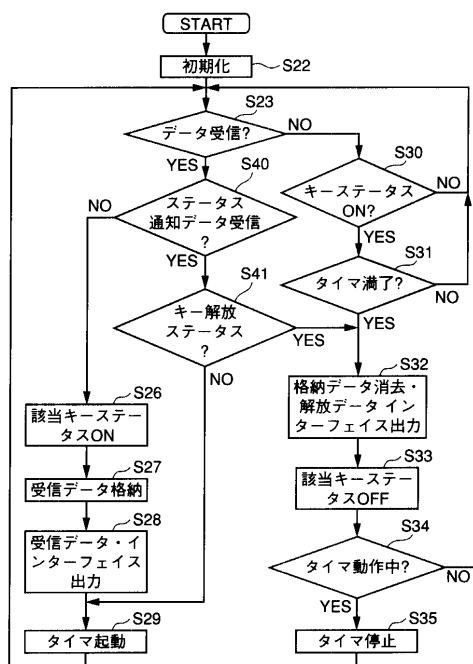 START
初期化
S22
S23
データ受信?
NO
YES
S40
S30
NO
ステータス
通知データ受信
?
キーステータス
ON?
NO
YES
YES
S41
S31
キー解放
ステータス
?
タイマ満了?
NO
YES
YES
NO
S32
格納データ消去・
解放データ イン
ターフェイス出力
S26
該当キーステー
タスON
S33
該当キーステー
タスOFF
S27
受信データ格納
S28
受信データ・イ
ンターフェイス
出力
S34
タイマ動作中?
NO
YES
S29
タイマ起動
S35
タイマ停止